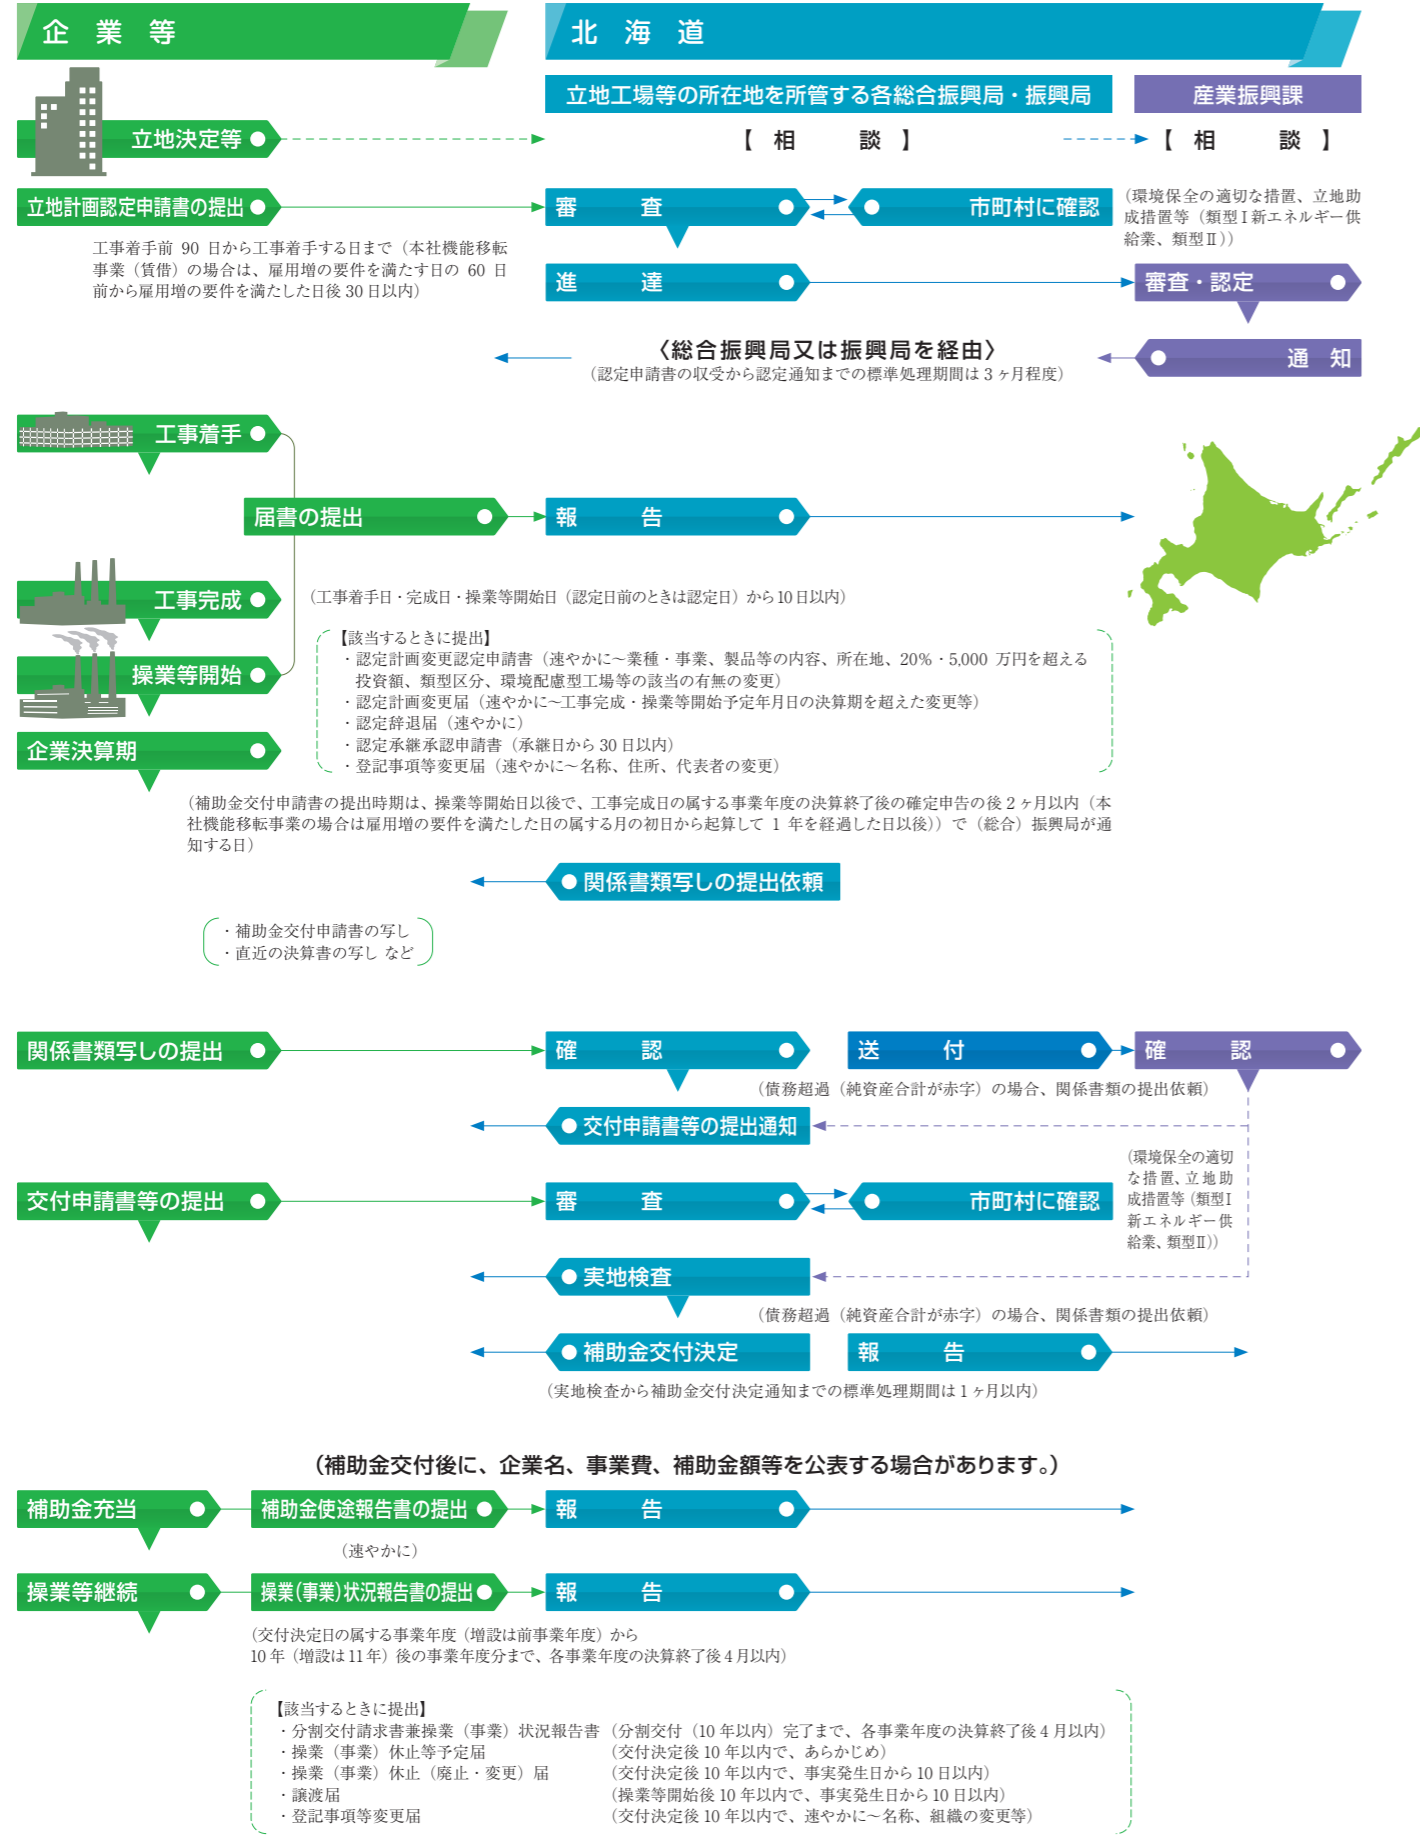 企 業 等
北 海 道
立地工場等の所在地を所管する各総合振興局・振興局
産業振興課
立地決定等
【 相 談 】
【 相 談 】
立地計画認定申請書の提出
審 査
市町村に確認
（環境保全の適切な措置、立地助
成措置等（類型Ⅰ新エネルギー供
給業、類型Ⅱ））
工事着手前 90 日から工事着手する日まで（本社機能移転
事業（賃借）の場合は、雇用増の要件を満たす日の 60 日
前から雇用増の要件を満たした日後 30 日以内）
進 達
審査・認定
〈総合振興局又は振興局を経由〉
（認定申請書の収受から認定通知までの標準処理期間は 3 ヶ月程度）
通 知
工事着手
届書の提出
報 告
工事完成
（工事着手日・完成日・操業等開始日（認定日前のときは認定日）から 10 日以内）
操業等開始
【該当するときに提出】
・認定計画変更認定申請書（速やかに～業種・事業、製品等の内容、所在地、20％・5,000 万円を超える
投資額、類型区分、環境配慮型工場等の該当の有無の変更）
・認定計画変更届（速やかに～工事完成・操業等開始予定年月日の決算期を超えた変更等）
・認定辞退届（速やかに）
・認定承継承認申請書（承継日から 30 日以内）
・登記事項等変更届（速やかに～名称、住所、代表者の変更）
企業決算期
（補助金交付申請書の提出時期は、操業等開始日以後で、工事完成日の属する事業年度の決算終了後の確定申告の後 2 ヶ月以内（本
社機能移転事業の場合は雇用増の要件を満たした日の属する月の初日から起算して 1 年を経過した日以後））で（総合）振興局が通
知する日）
関係書類写しの提出依頼
・補助金交付申請書の写し
・直近の決算書の写し など
関係書類写しの提出
確 認
送 付
確 認
（債務超過（純資産合計が赤字）の場合、関係書類の提出依頼）
交付申請書等の提出通知
（環境保全の適切
な措置、立地助
成措置等（類型Ⅰ
新エネルギー供
給業、類型Ⅱ））
交付申請書等の提出
審 査
市町村に確認
実地検査
（債務超過（純資産合計が赤字）の場合、関係書類の提出依頼）
補助金交付決定
報 告
（実地検査から補助金交付決定通知までの標準処理期間は 1 ヶ月以内）
（補助金交付後に、企業名、事業費、補助金額等を公表する場合があります。）
補助金充当
補助金使途報告書の提出
報 告
（速やかに）
操業等継続
操業（事業）状況報告書の提出
報 告
（交付決定日の属する事業年度（増設は前事業年度）から
10 年（増設は 11 年）後の事業年度分まで、各事業年度の決算終了後 4 月以内）
【該当するときに提出】
・分割交付請求書兼操業（事業）状況報告書（分割交付（10 年以内）完了まで、各事業年度の決算終了後 4 月以内）
・操業（事業）休止等予定届 （交付決定後 10 年以内で、あらかじめ）
・操業（事業）休止（廃止・変更）届 （交付決定後 10 年以内で、事実発生日から 10 日以内）
・譲渡届 （操業等開始後 10 年以内で、事実発生日から 10 日以内）
・登記事項等変更届 （交付決定後 10 年以内で、速やかに～名称、組織の変更等）